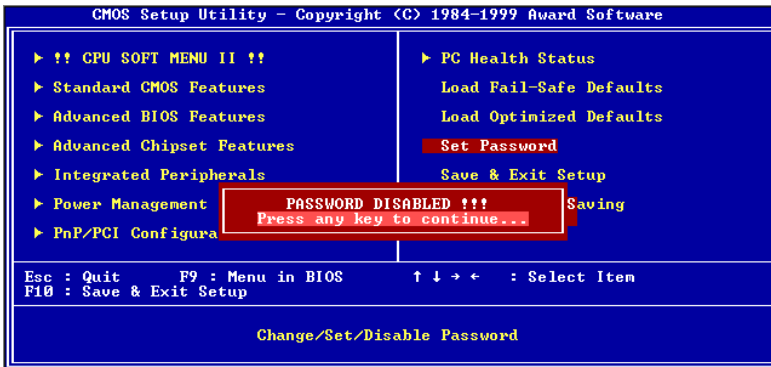 CMOS Setup Utility - Copyright (C) 1984-1999 Award Software
!! CPU SOFT MENU II !!
Standard CMOS Features
Advanced BIOS Features
Advanced Chipset Features
Integrated Peripherals
Power Management
PnP/PCI Configura
PC Health Status
Load Fail-Safe Defaults
Load Optimized Defaults
Set Password
Save & Exit Setup
Saving
PASSWORD DISABLED !!!
Press any key to continue...
Esc : Quit F9 : Menu in BIOS ↑ ↓ → ← : Select Item
F10 : Save & Exit Setup
Change/Set/Disable Password